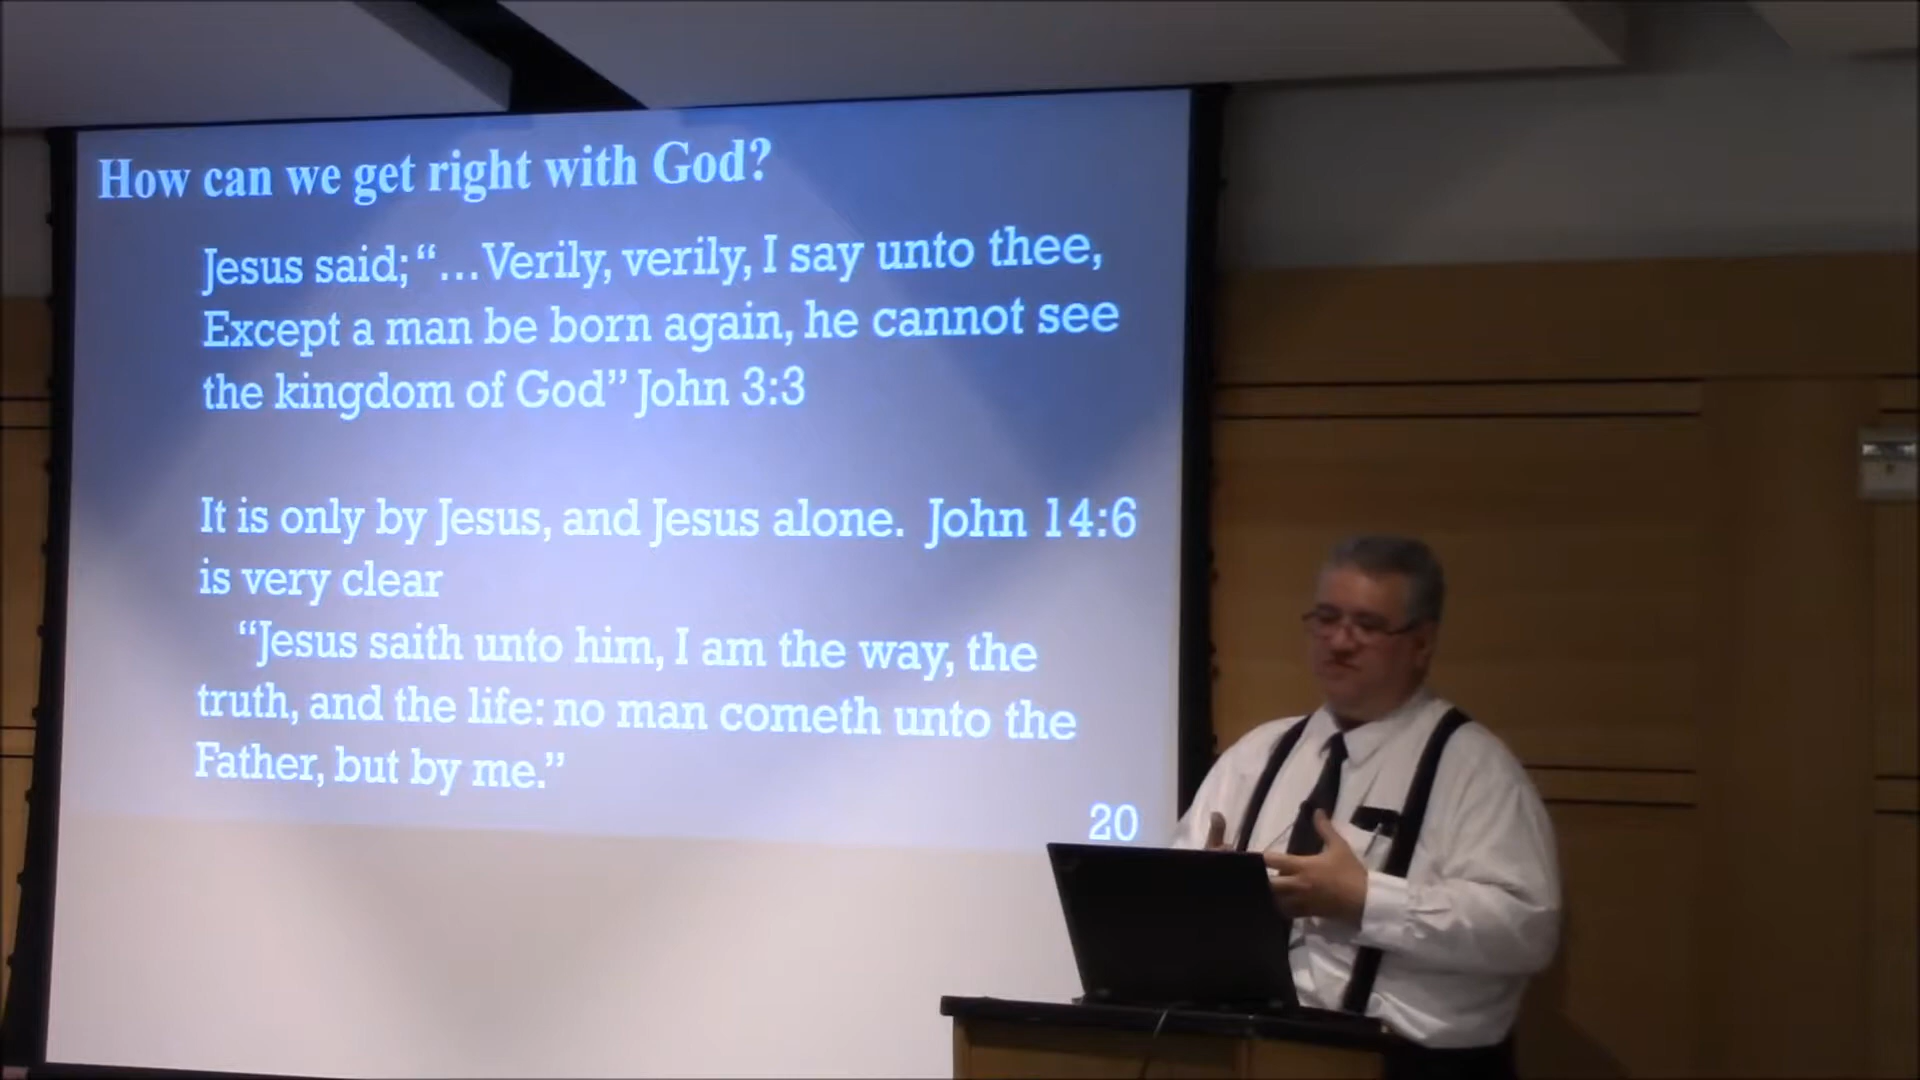 How can we get right with God?
Jesus said; “…Verily, verily, I say unto thee,
Except a man be born again, he cannot see
the kingdom of God” John 3:3
It is only by Jesus, and Jesus alone. John 14:6
is very clear
“Jesus saith unto him, I am the way, the
truth, and the life: no man cometh unto the
Father, but by me.”
20